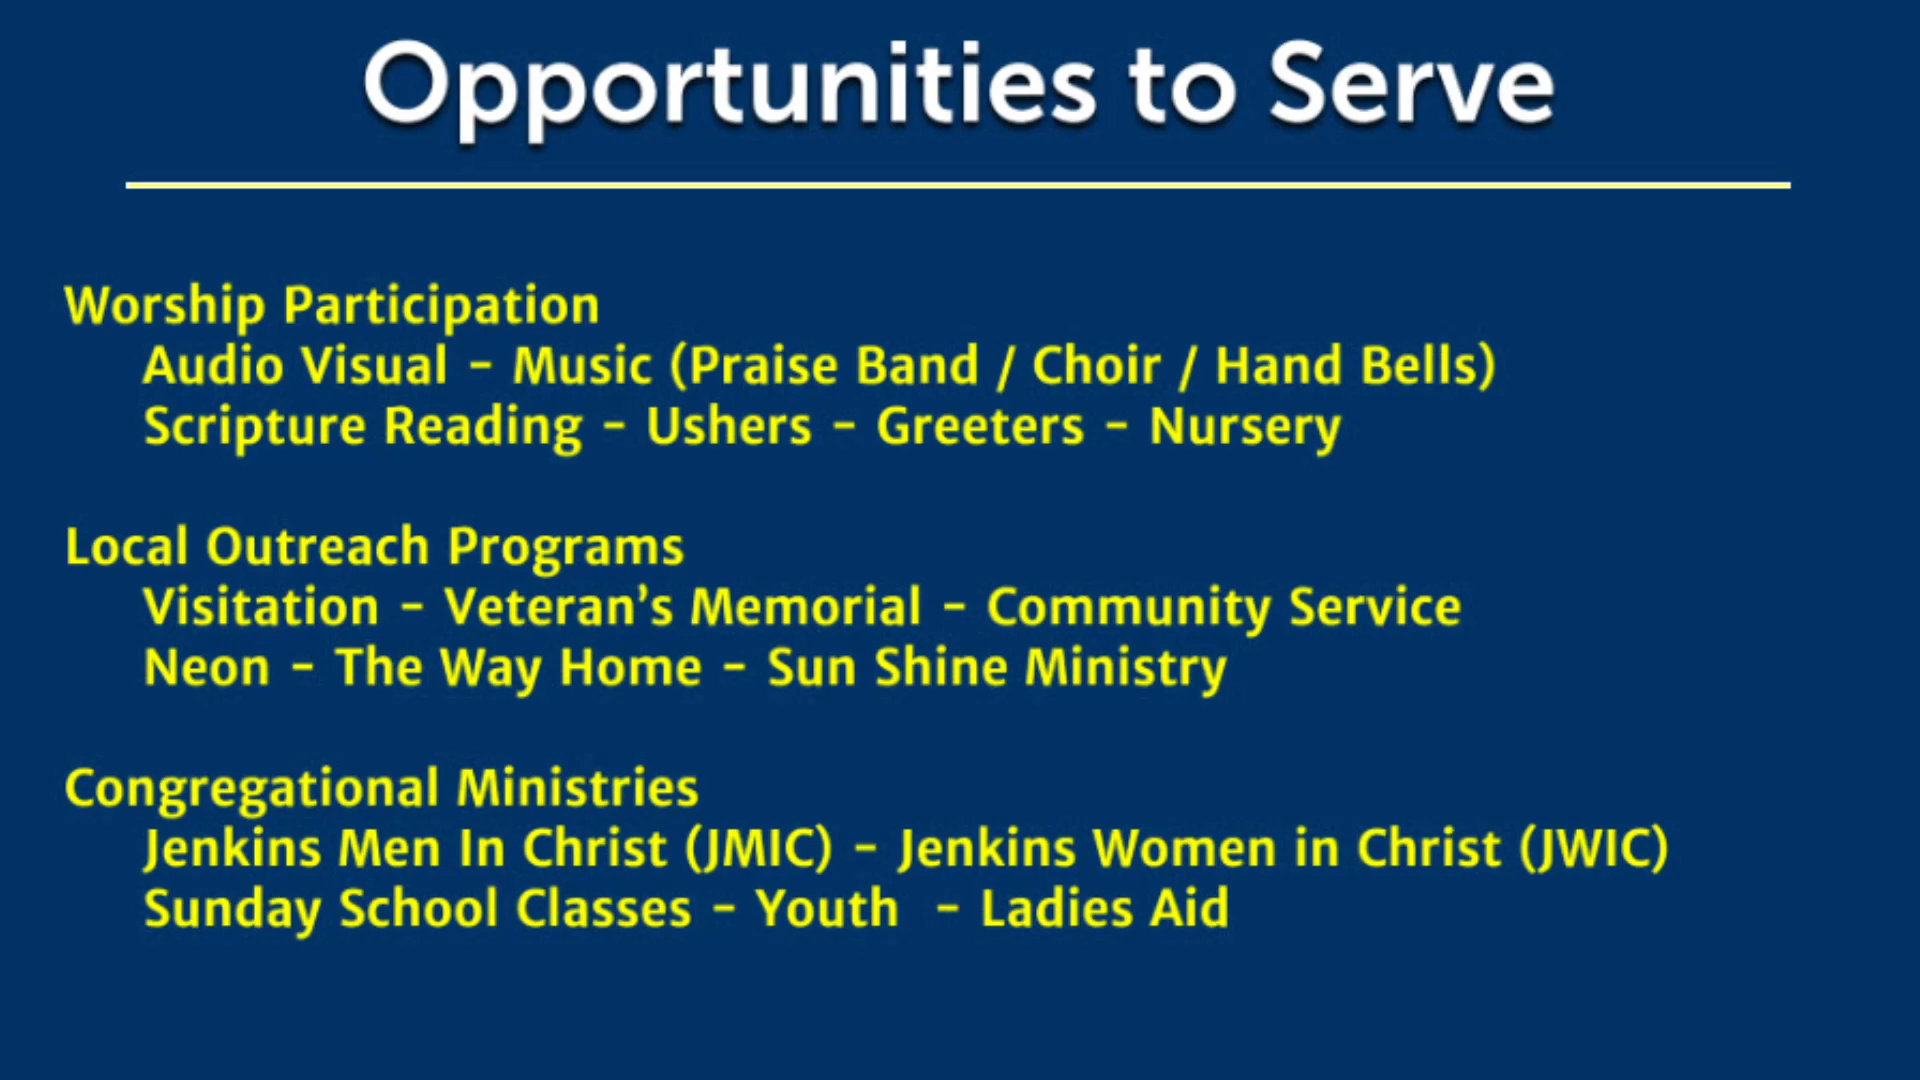 Opportunities to Serve
Worship Participation
Audio Visual - Music (Praise Band / Choir / Hand Bells)
Scripture Reading - Ushers - Greeters - Nursery
Local Outreach Programs
Visitation - Veteran’s Memorial - Community Service
Neon - The Way Home - Sun Shine Ministry
Congregational Ministries
Jenkins Men In Christ (JMIC) - Jenkins Women in Christ (JWIC)
Sunday School Classes - Youth  - Ladies Aid